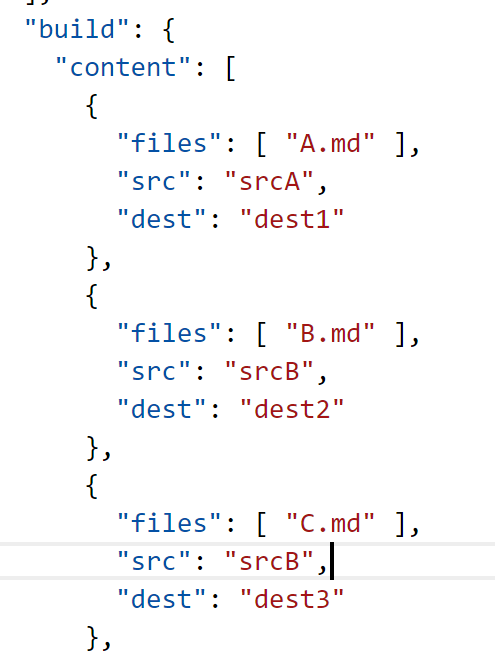 ],
"build": {
"content": [
{
"files": [ "A.md" ],
"src": "srcA",
"dest": "dest1"
},
{
"files": [ "B.md" ],
"src": "srcB",
"dest": "dest2"
},
{
"files": [ "C.md" ],
"src": "srcB",
"dest": "dest3"
},